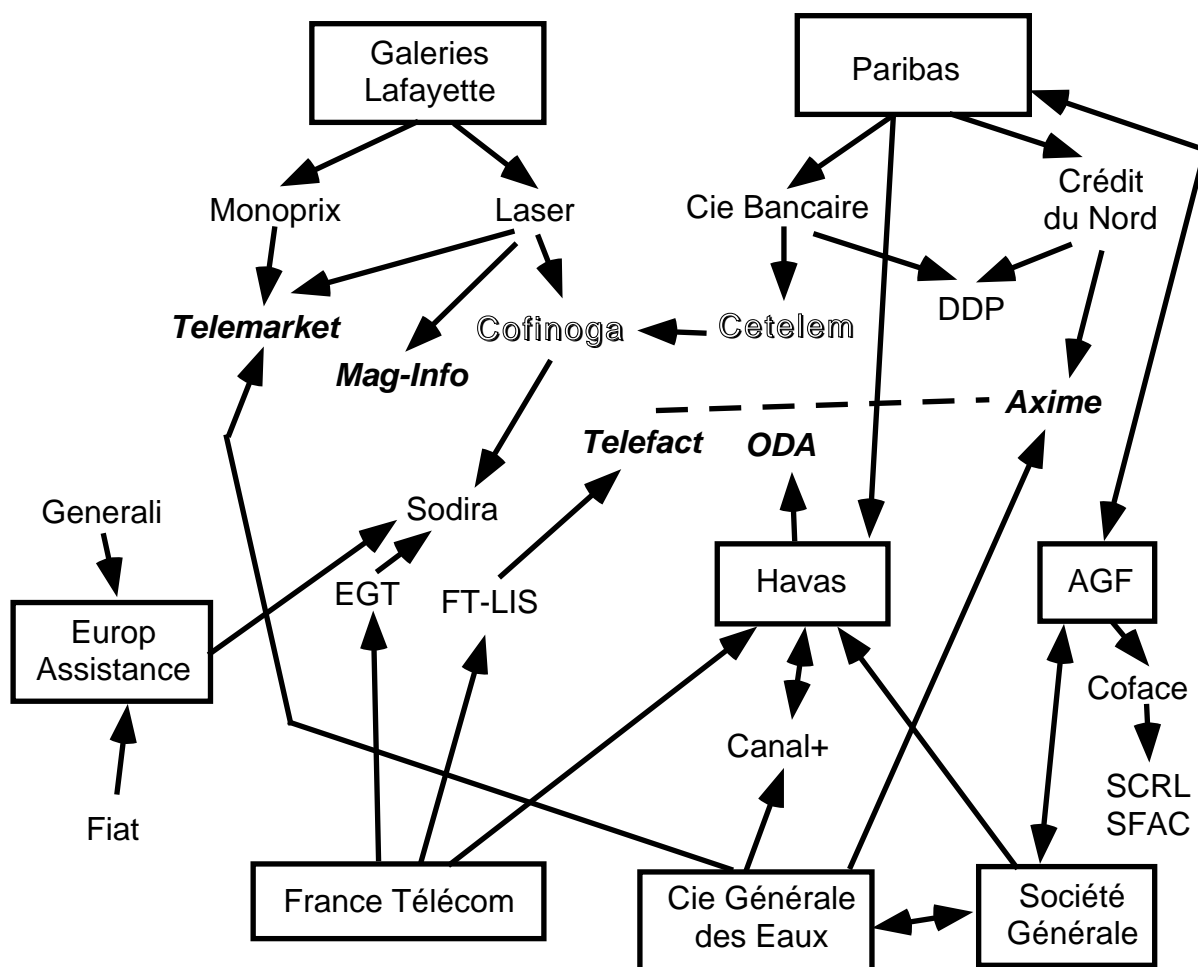 Galeries
Lafayette
Paribas
Monoprix
Laser
Cie Bancaire
Crédit
du Nord
DDP
Telemarket
Cofinoga
Cetelem
Mag-Info
Axime
Telefact
ODA
Generali
Sodira
Havas
AGF
EGT
FT-LIS
Europ
Assistance
Coface
Canal+
SCRL
SFAC
Fiat
France Télécom
Cie Générale
des Eaux
Société
Générale